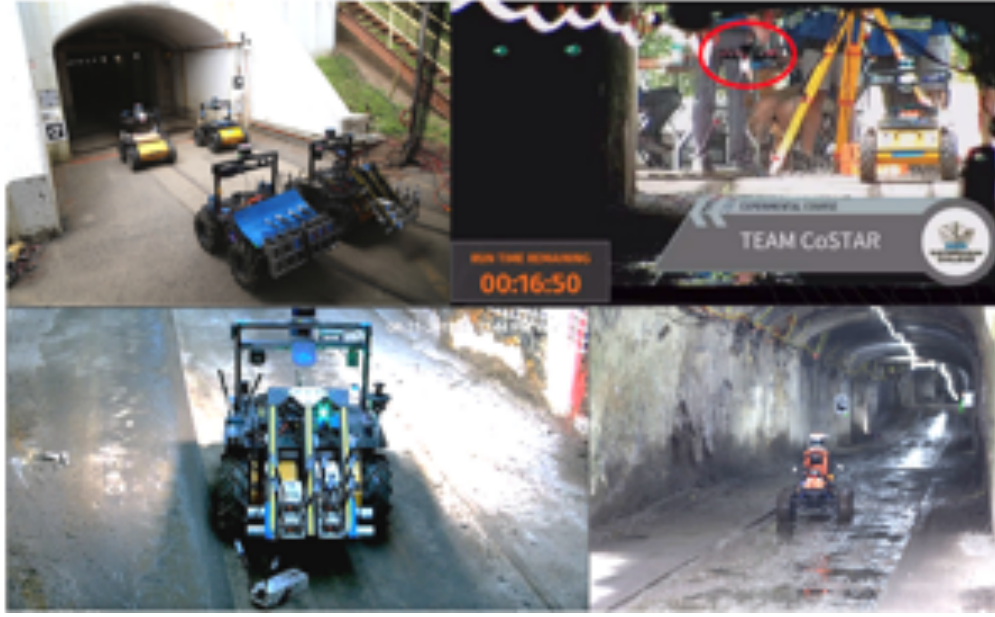 EXPERIMENTAL COURSE
TEAM CoSTAR
RUN TIME REMAINING
00:16:50